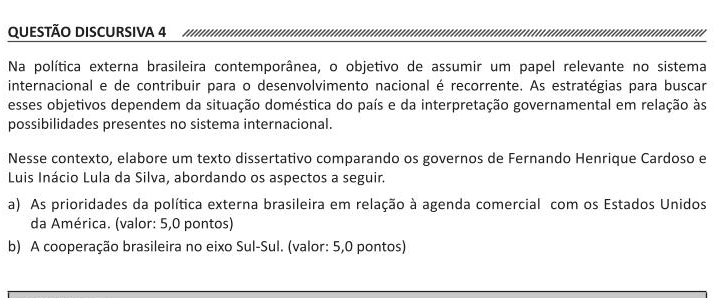 QUESTÃO DISCURSIVA 4
Na política externa brasileira contemporânea, o objetivo de assumir um papel relevante no sistema
internacional e de contribuir para o desenvolvimento nacional é recorrente. As estratégias para buscar
esses objetivos dependem da situação doméstica do país e da interpretação governamental em relação às
possibilidades presentes no sistema internacional.
Nesse contexto, elabore um texto dissertativo comparando os governos de Fernando Henrique Cardoso e
Luis Inácio Lula da Silva, abordando os aspectos a seguir.
a) As prioridades da política externa brasileira em relação à agenda comercial com os Estados Unidos
da América. (valor: 5,0 pontos)
b) A cooperação brasileira no eixo Sul-Sul. (valor: 5,0 pontos)